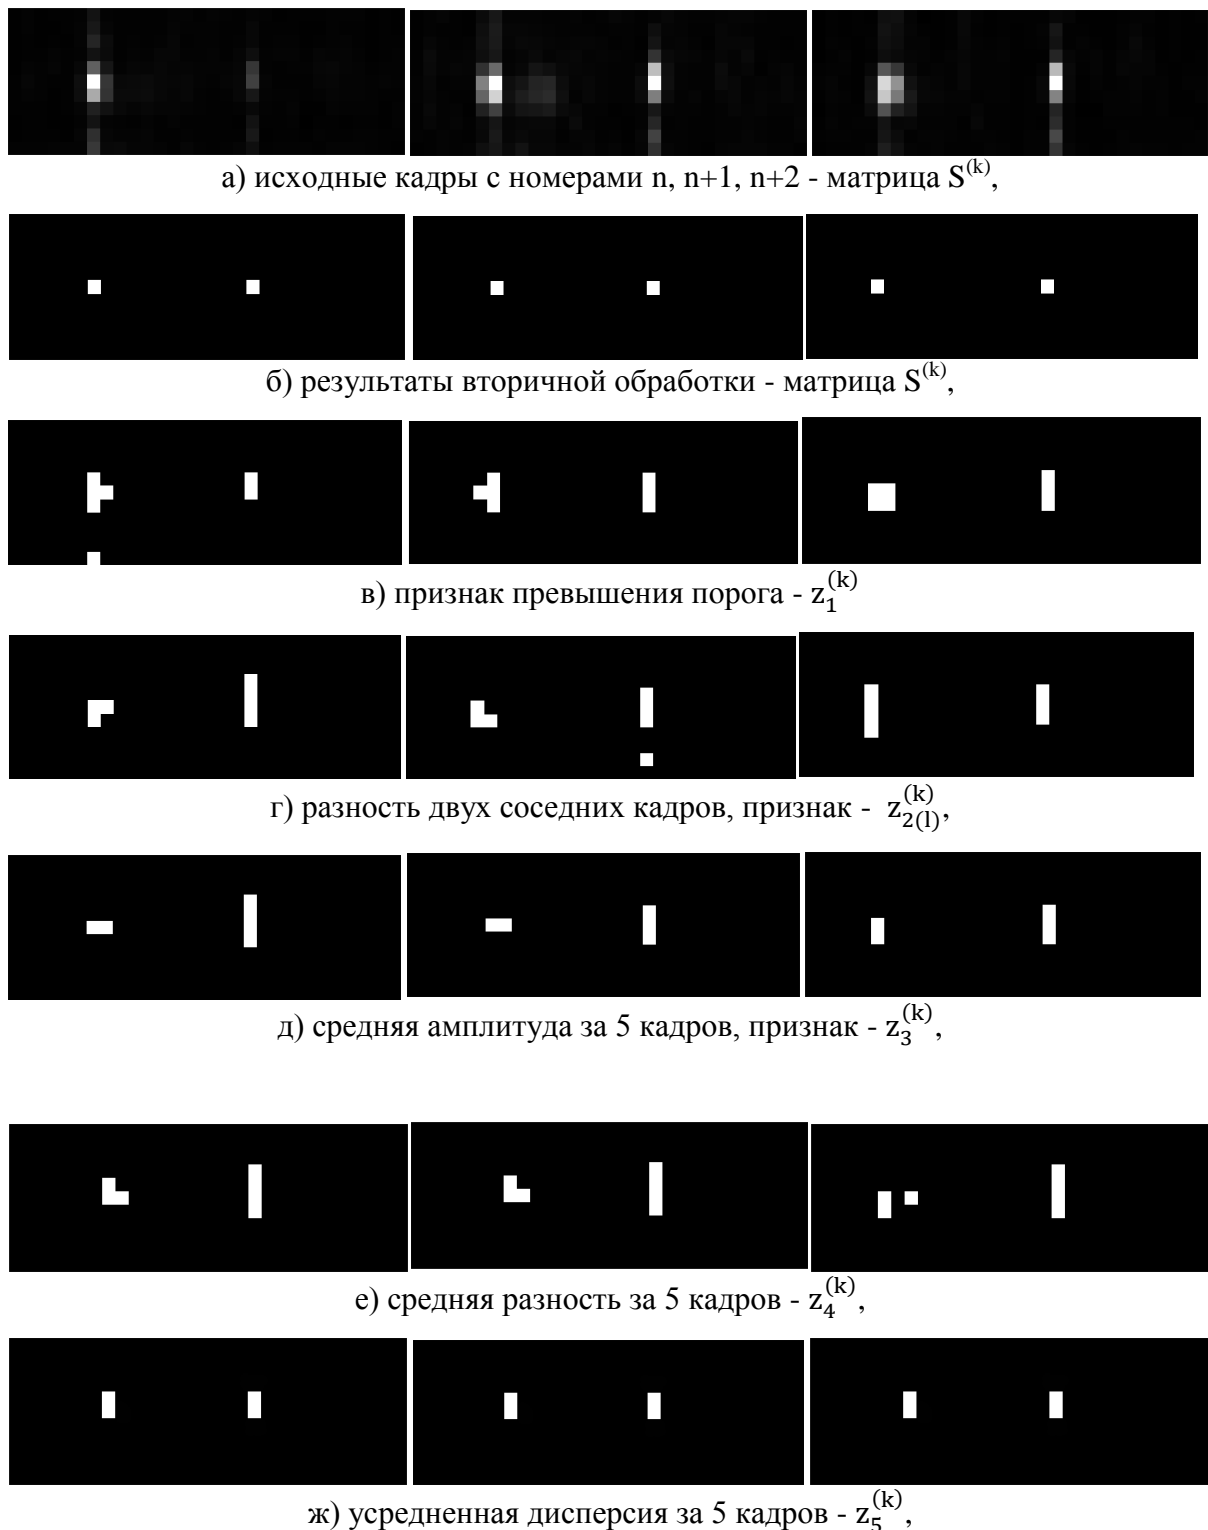 а) исходные кадры с номерами n, n+1, n+2 - матрица S^(k),
б) результаты вторичной обработки - матрица S^(k),
в) признак превышения порога - z_1^(k)
г) разность двух соседних кадров, признак - z_2(l)^(k),
д) средняя амплитуда за 5 кадров, признак - z_3^(k),
е) средняя разность за 5 кадров - z_4^(k),
ж) усредненная дисперсия за 5 кадров - z_5^(k),